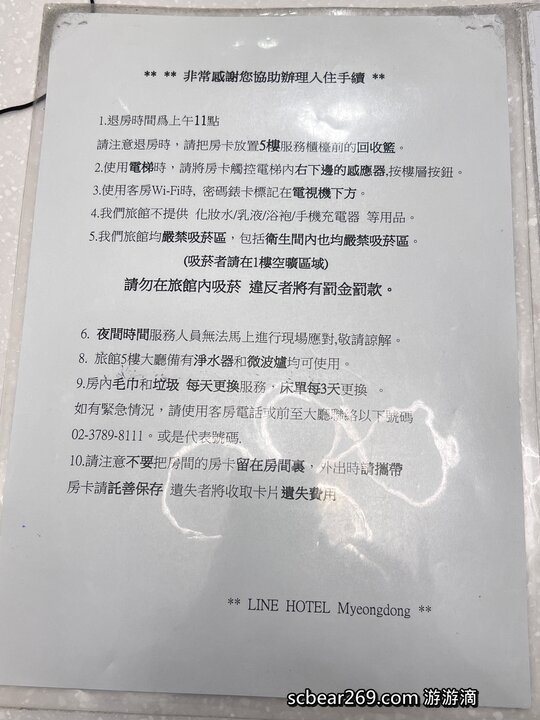 ** ** 非常感謝您協助辦理入住手續 **
1.退房時間爲上午11點
請注意退房時，請把房卡放置5樓服務櫃檯前的回收籃。
2.使用電梯時，請將房卡觸控電梯內右下邊的感應器,按樓層按鈕。
3.使用客房Wi-Fi時, 密碼錶卡標記在電視機下方。
4.我們旅館不提供 化妝水/乳液/浴袍/手機充電器 等用品。
5.我們旅館均嚴禁吸菸區，包括衛生間內也均嚴禁吸菸區。
(吸菸者請在1樓空曠區域)
請勿在旅館內吸菸 違反者將有罰金罰款。
6. 夜間時間服務人員無法馬上進行現場應對,敬請諒解。
8. 旅館5樓大廳備有淨水器和微波爐均可使用。
9.房內毛巾和垃圾 每天更換服務，床單每3天更換 。
如有緊急情況，請使用客房電話或前至大廳聯絡以下號碼
02-3789-8111。或是代表號碼.
10.請注意不要把房間的房卡留在房間裏，外出時請攜帶
房卡請託善保存 遺失者將收取卡片遺失費用
** LINE HOTEL Myeongdong **
scbear269.com 游游滴